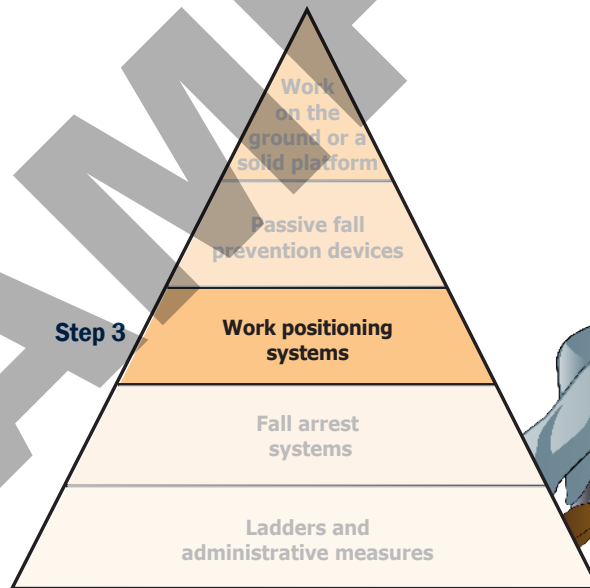 Work
on the
ground or a
solid platform
Passive fall
prevention devices
Step 3
Work positioning
systems
Fall arrest
systems
Ladders and
administrative measures